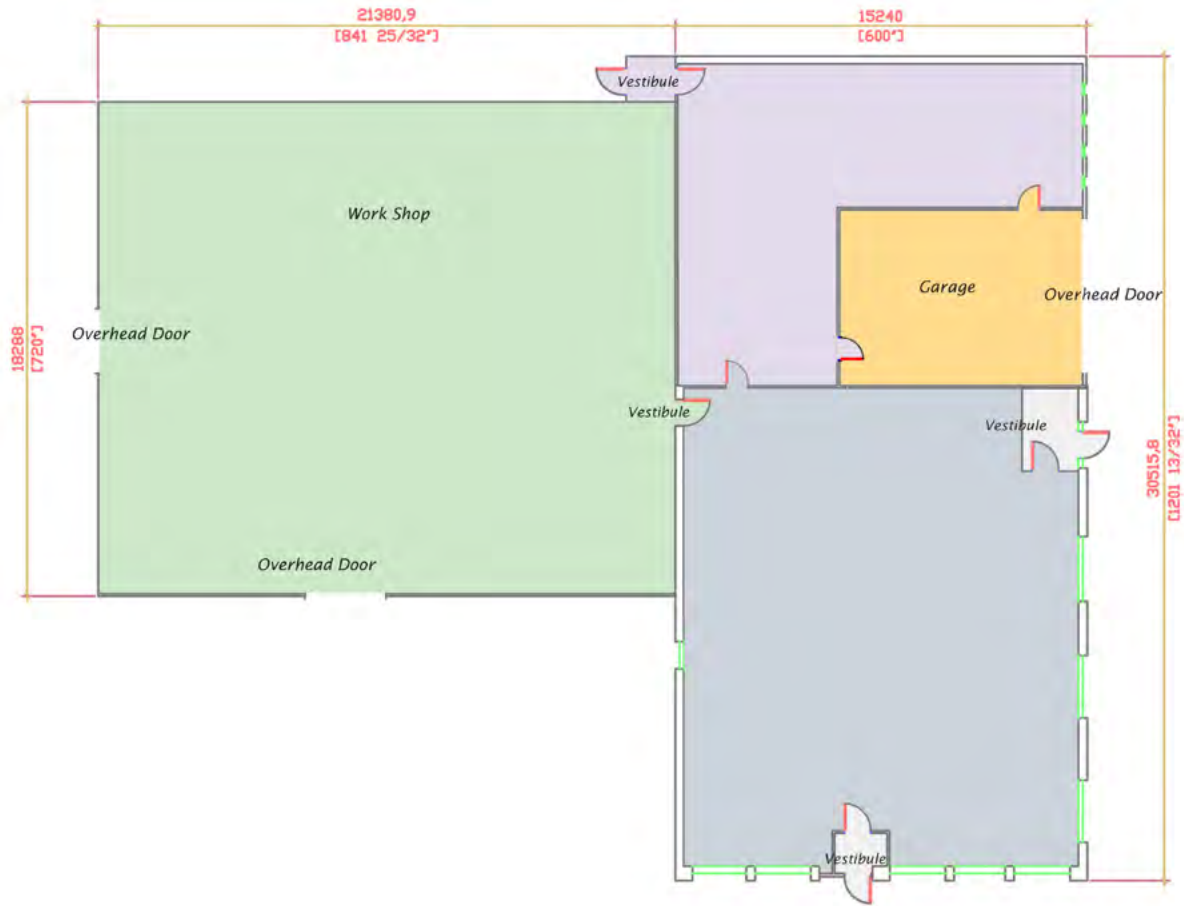 21380,9
[841 25/32"]
15240
[600"]
Vestibule
Work Shop
Garage
Overhead Door
Overhead Door
18288
[720"]
Vestibule
Vestibule
30515,8
[1201 13/32"]
Overhead Door
Vestibule